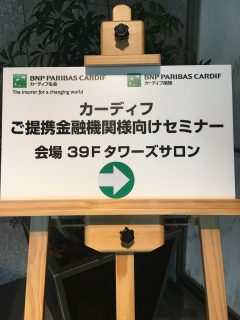 BNP PARIBAS CARDIF BNP PARIBAS CARDIF
カーディフ生命 カーディフ損保
The insurer for a changing world
カーディフ
ご提携金融機関様向けセミナー
会場 39F タワーズサロン